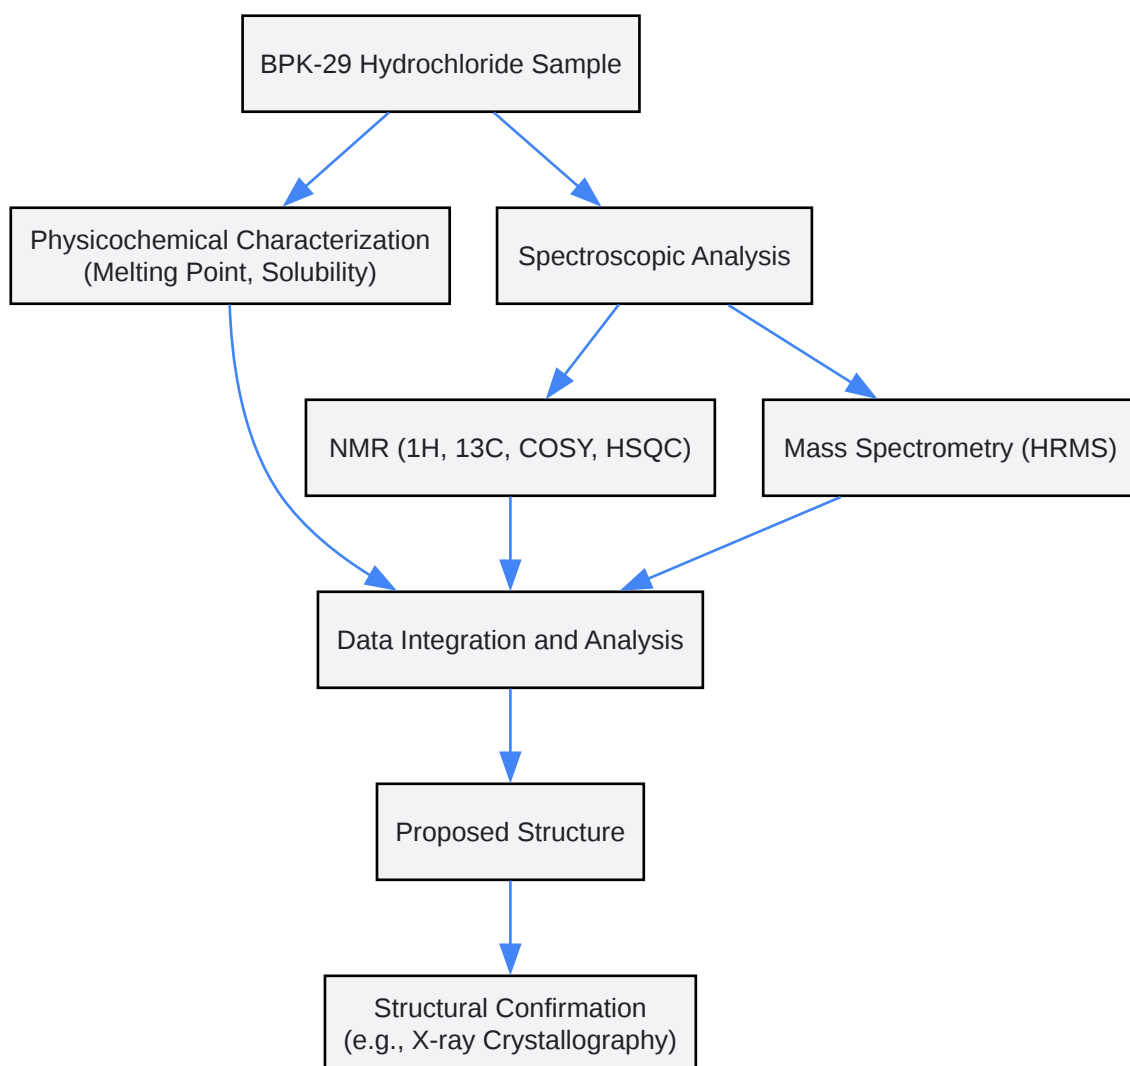 BPK-29 Hydrochloride Sample
Physicochemical Characterization
(Melting Point, Solubility)
Spectroscopic Analysis
NMR (1H, 13C, COSY, HSQC)
Mass Spectrometry (HRMS)
Data Integration and Analysis
Proposed Structure
Structural Confirmation
(e.g., X-ray Crystallography)